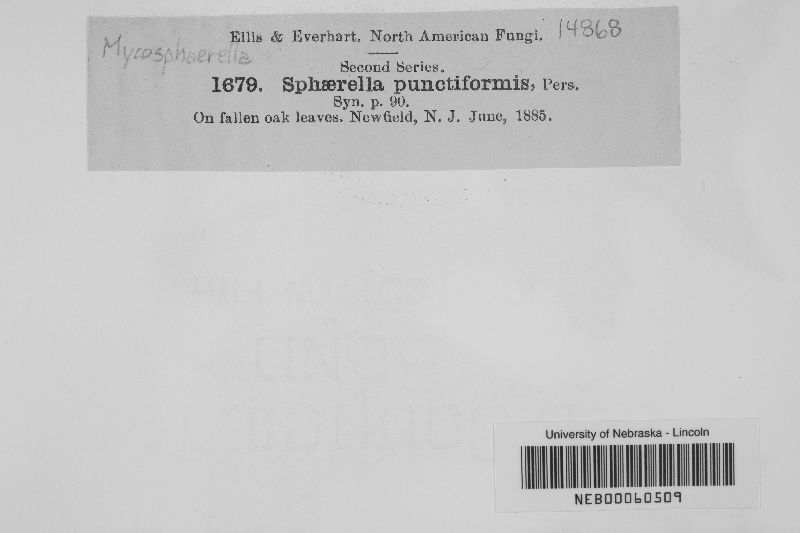 Mycosphaerella
Ellis & Everhart. North American Fungi. 14868
Second Series.
1679. Sphærella punctiformis, Pers.
Syn. p. 90.
On fallen oak leaves. Newfield, N. J. June, 1885.
University of Nebraska - Lincoln
NEB00060509